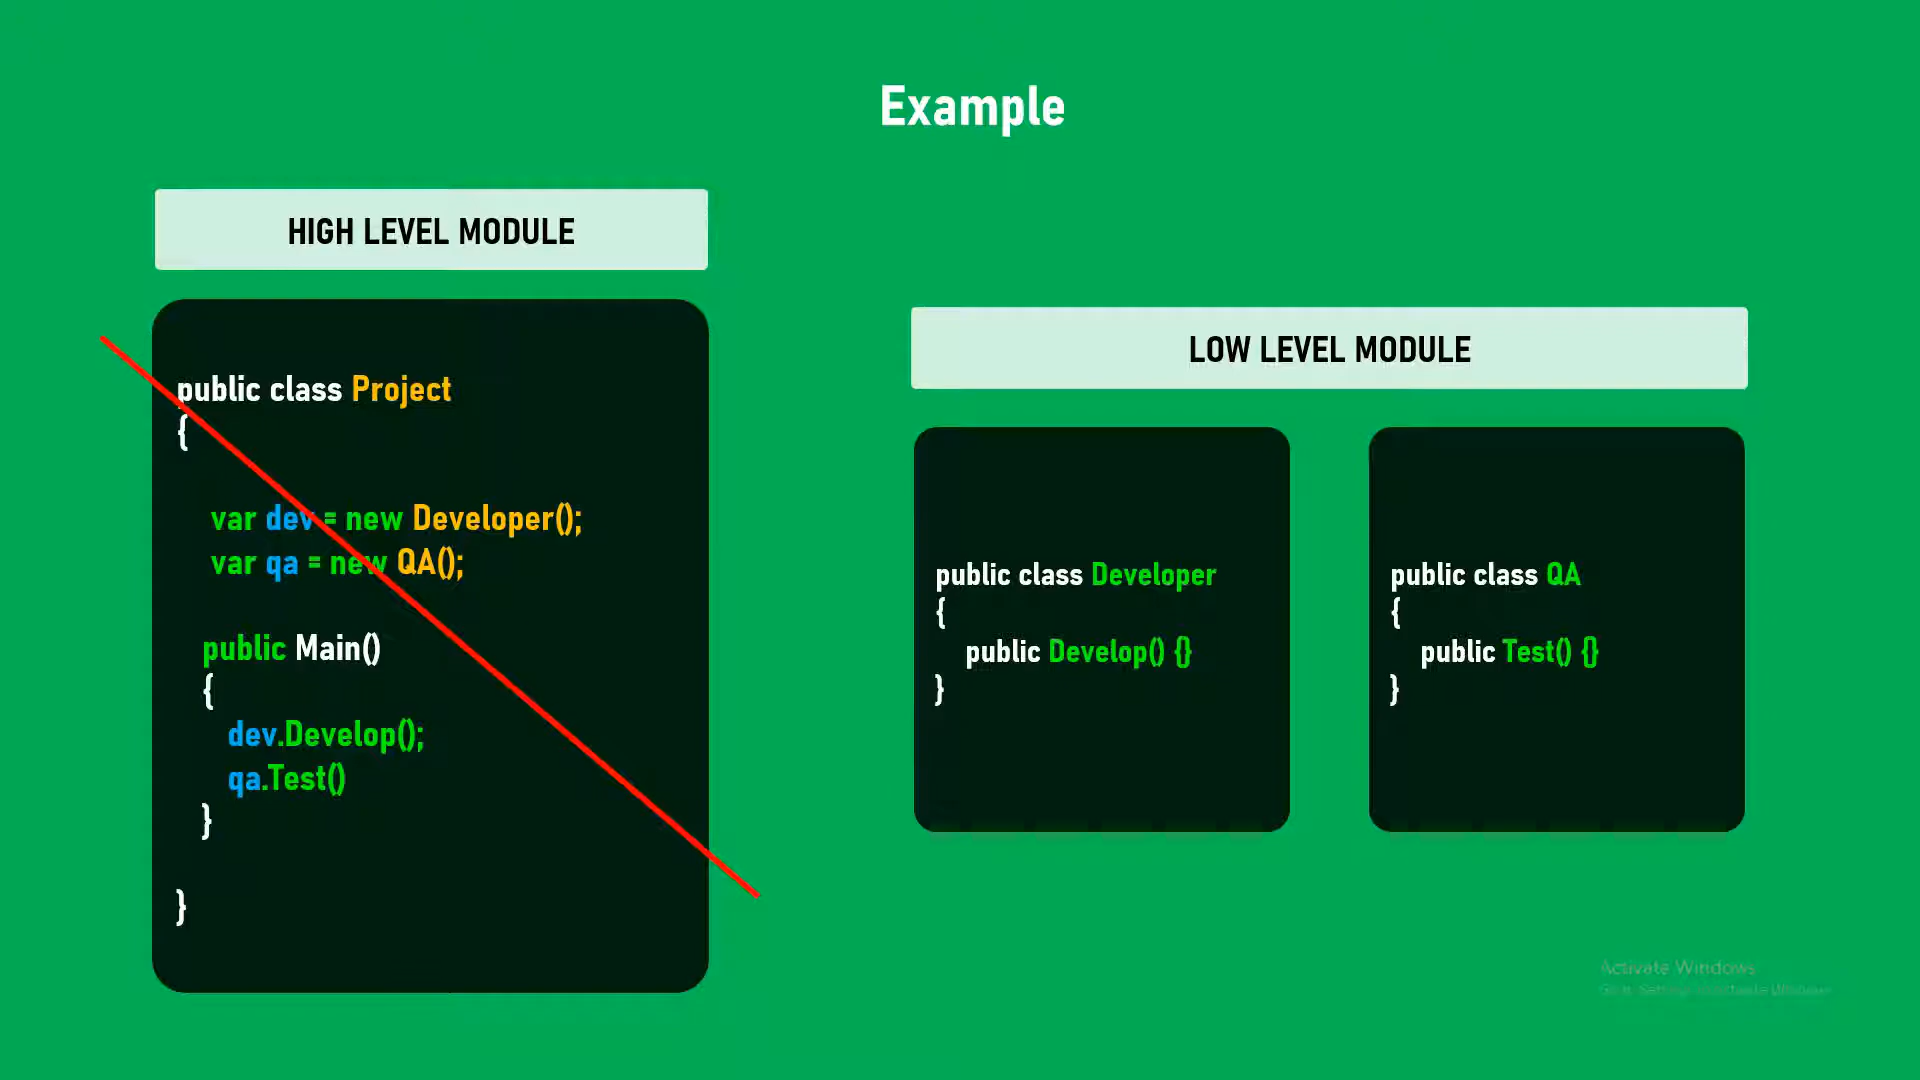 Example
HIGH LEVEL MODULE
public class Project
{
var dev = new Developer();
var qa = new QA();
public Main()
{
dev.Develop();
qa.Test()
}
}
LOW LEVEL MODULE
public class Developer
{
public Develop() {}
}
public class QA
{
public Test() {}
}
Activate Windows